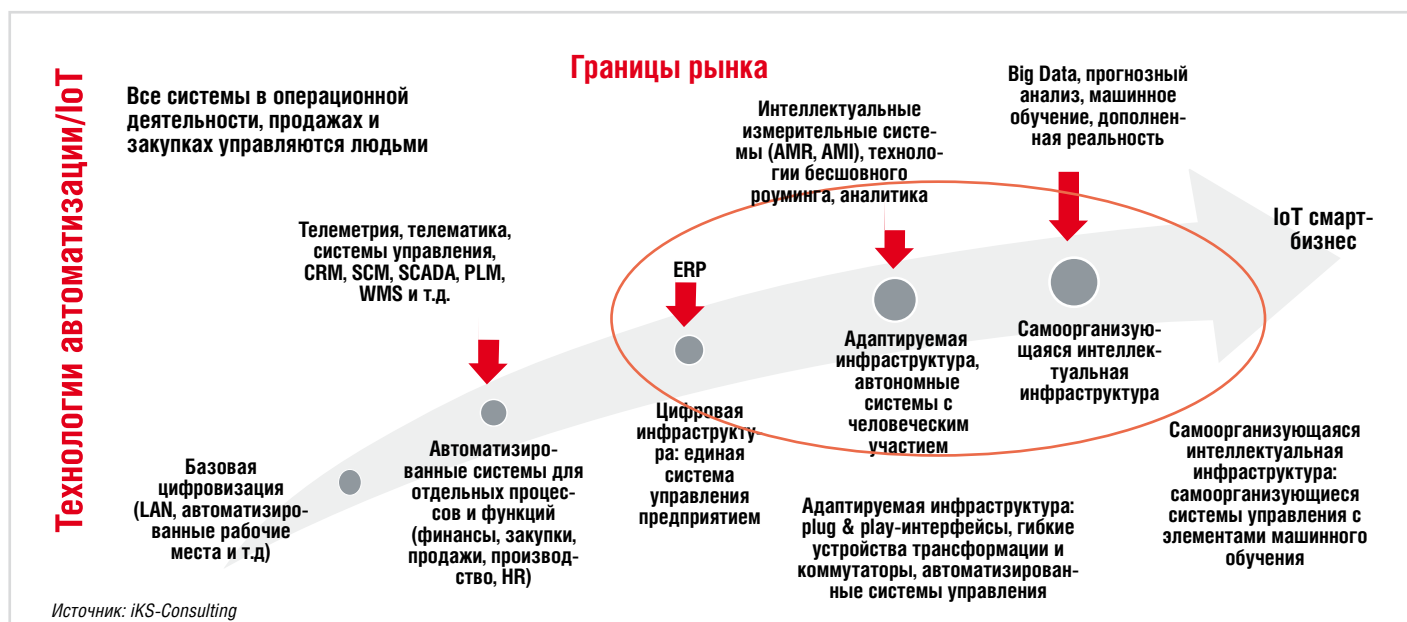 Технологии автоматизации/IoT
Границы рынка
Все системы в операционной
деятельности, продажах и
закупках управляются людьми
Телеметрия, телематика,
системы управления,
CRM, SCM, SCADA, PLM,
WMS и т.д.
ERP
Интеллектуальные
измерительные систе-
мы (AMR, AMI), техноло-
гии бесшовного
роуминга, аналитика
Big Data, прогнозный
анализ, машинное
обучение, дополнен-
ная реальность
IoT смарт-
бизнес
Базовая
цифровизация
(LAN, автоматизиро-
ванные рабочие
места и т.д)
Автоматизиро-
ванные системы для
отдельных процес-
сов и функций
(финансы, закупки,
продажи, производ-
ство, HR)
Цифровая
инфраструкту-
ра: единая
система
управления
предприятием
Адаптируемая
инфраструктура,
автономные
системы с
человеческим
участием
Самоорганизую-
щаяся интеллек-
туальная
инфраструктура
Адаптируемая инфраструктура:
plug & play-интерфейсы, гибкие
устройства трансформации и
коммутаторы, автоматизирован-
ные системы управления
Самоорганизующаяся
интеллектуальная
инфраструктура:
самоорганизующиеся
системы управления с
элементами машинного
обучения
Источник: iKS-Consulting